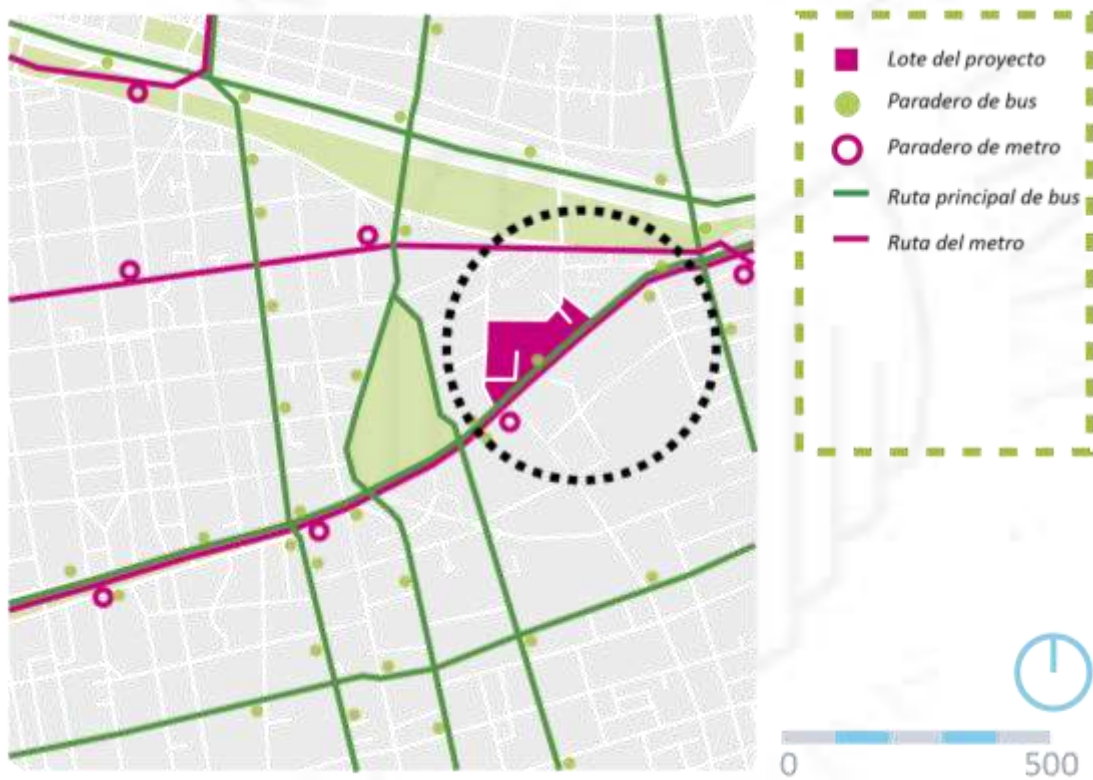 Lote del proyecto
Paradero de bus
Paradero de metro
Ruta principal de bus
Ruta del metro
0 500